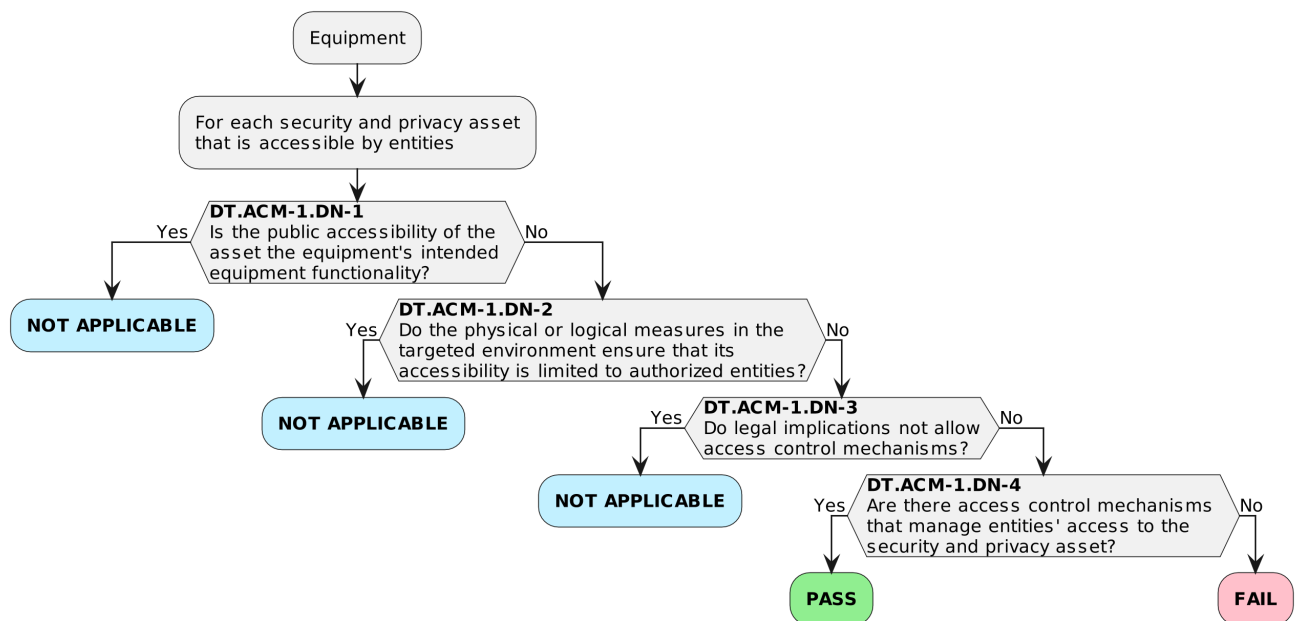 Equipment
For each security and privacy asset
that is accessible by entities
DT.ACM-1.DN-1
Is the public accessibility of the
asset the equipment's intended
equipment functionality?
Yes
No
NOT APPLICABLE
DT.ACM-1.DN-2
Do the physical or logical measures in the
targeted environment ensure that its
accessibility is limited to authorized entities?
Yes
No
NOT APPLICABLE
DT.ACM-1.DN-3
Do legal implications not allow
access control mechanisms?
Yes
No
NOT APPLICABLE
DT.ACM-1.DN-4
Are there access control mechanisms
that manage entities' access to the
security and privacy asset?
Yes
No
PASS
FAIL